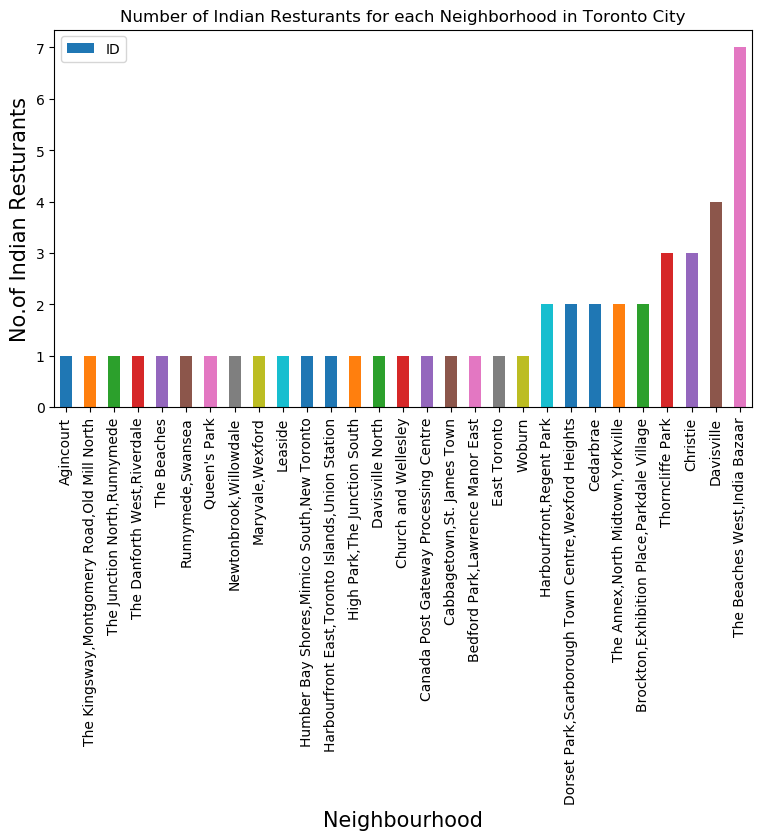 Number of Indian Resturants for each Neighborhood in Toronto City
ID
No.of Indian Resturants
7
6
5
4
3
2
1
0
Agincourt
The Kingsway,Montgomery Road,Old Mill North
The Junction North,Runnymede
The Danforth West,Riverdale
The Beaches
Runnymede,Swansea
Queen's Park
Newtonbrook,Willowdale
Maryvale,Wexford
Leaside
Humber Bay Shores,Mimico South,New Toronto
Harbourfront East,Toronto Islands,Union Station
High Park,The Junction South
Davisville North
Church and Wellesley
Canada Post Gateway Processing Centre
Cabbagetown,St. James Town
Bedford Park,Lawrence Manor East
East Toronto
Woburn
Harbourfront,Regent Park
Dorset Park,Scarborough Town Centre,Wexford Heights
Cedarbrae
The Annex,North Midtown,Yorkville
Brockton,Exhibition Place,Parkdale Village
Thorncliffe Park
Christie
Davisville
The Beaches West,India Bazaar
Neighbourhood